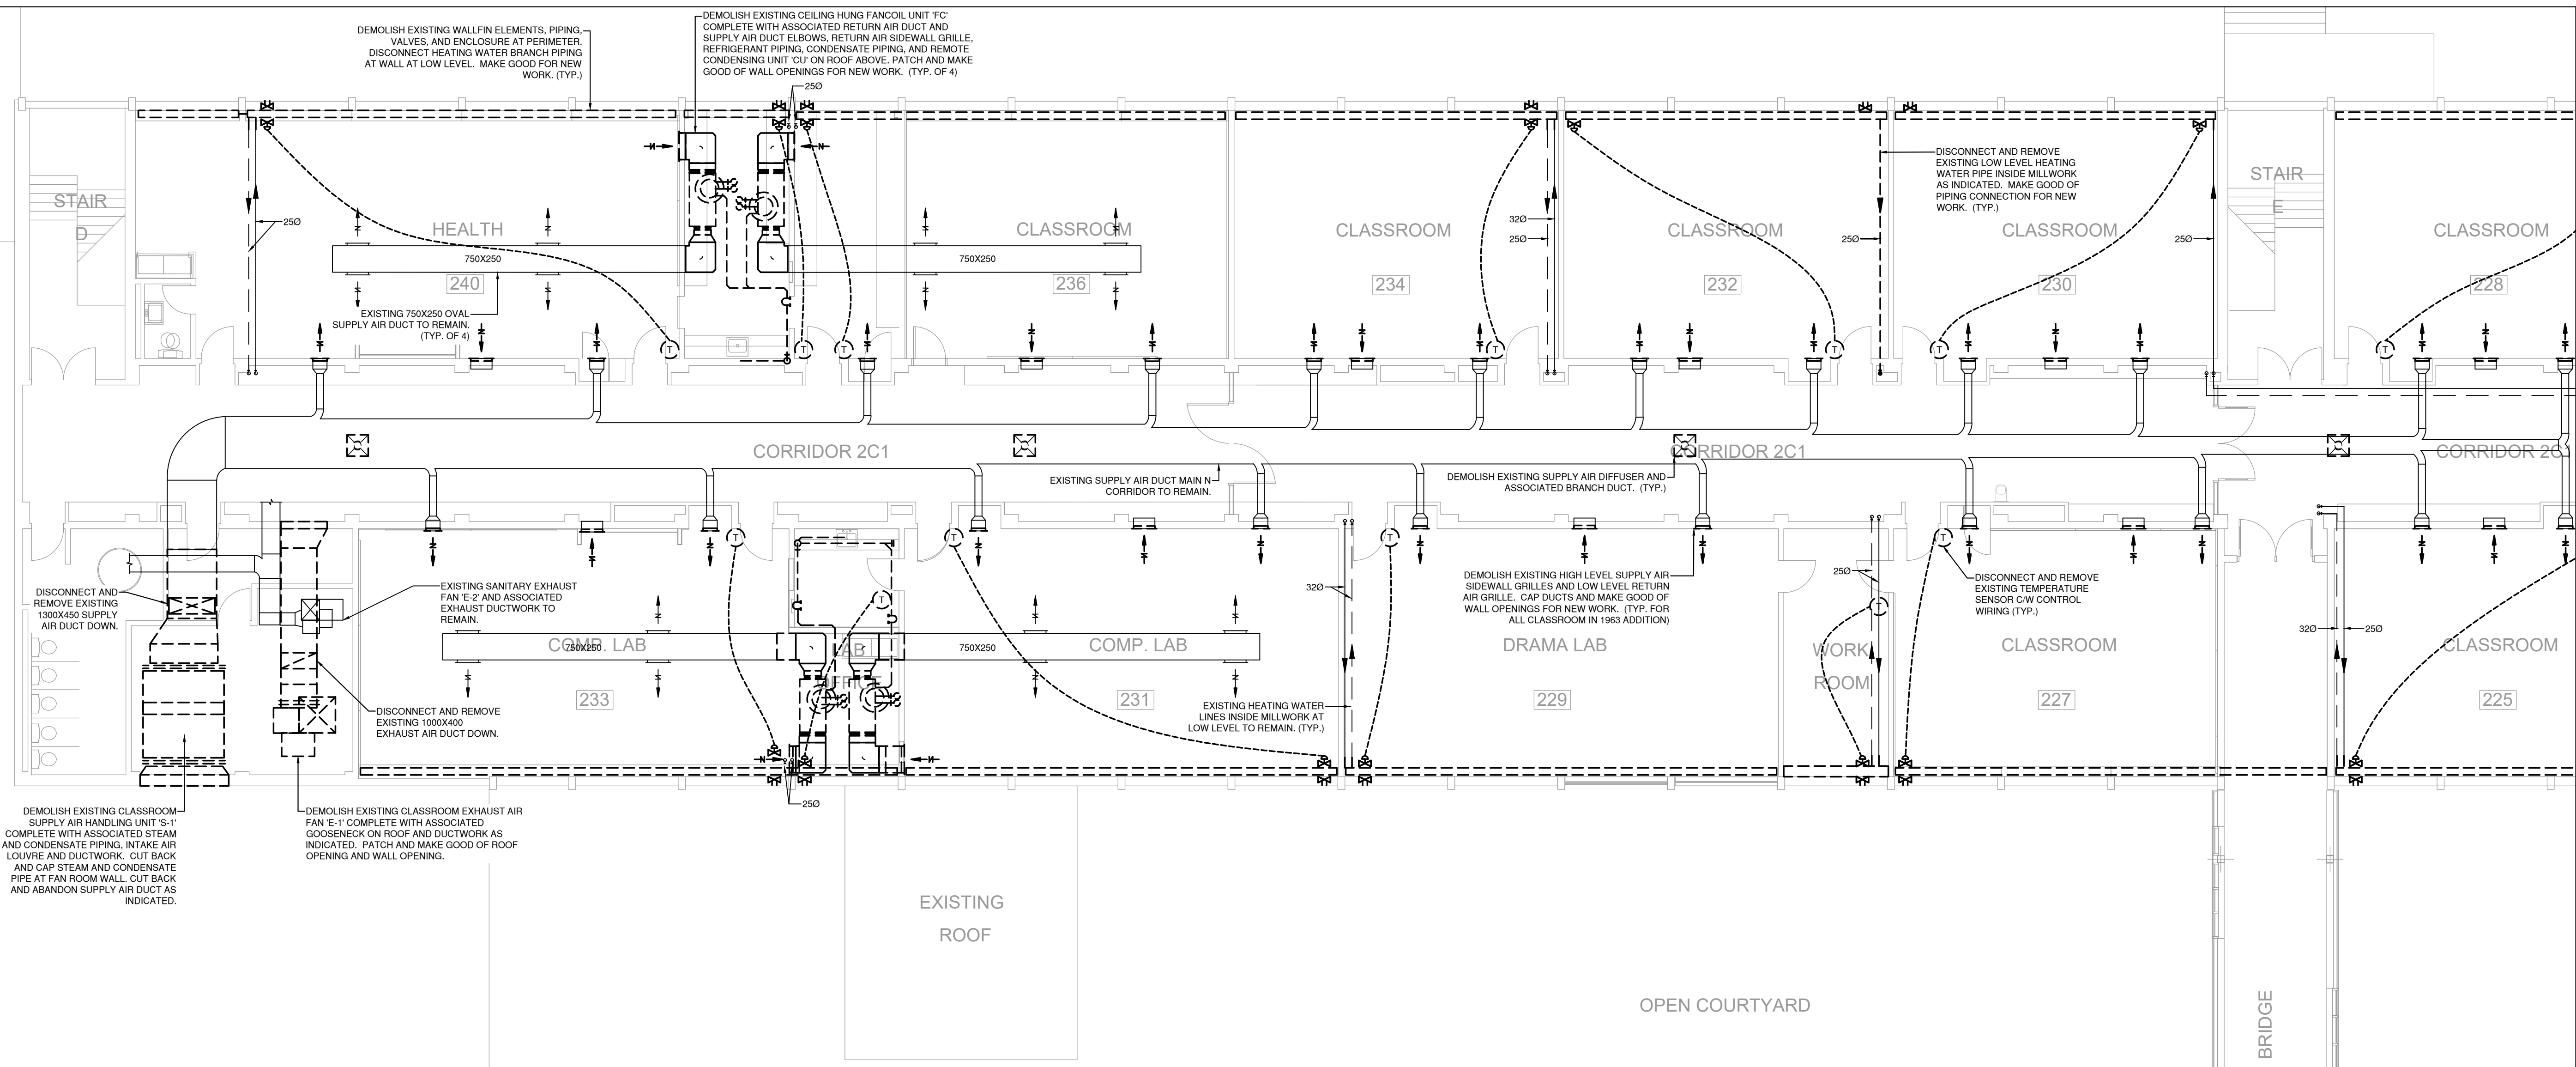 DEMOLISH EXISTING WALLFIN ELEMENTS, PIPING,
VALVES, AND ENCLOSURE AT PERIMETER.
DISCONNECT HEATING WATER BRANCH PIPING
AT WALL AT LOW LEVEL. MAKE GOOD FOR NEW
WORK. (TYP.)
DEMOLISH EXISTING CEILING HUNG FANCOIL UNIT 'FC'
COMPLETE WITH ASSOCIATED RETURN AIR DUCT AND
SUPPLY AIR DUCT ELBOWS, RETURN AIR SIDEWALL GRILLE,
REFRIGERANT PIPING, CONDENSATE PIPING, AND REMOTE
CONDENSING UNIT 'CU' ON ROOF ABOVE. PATCH AND MAKE
GOOD OF WALL OPENINGS FOR NEW WORK. (TYP. OF 4)
25Ø
DISCONNECT AND REMOVE
EXISTING LOW LEVEL HEATING
WATER PIPE INSIDE MILLWORK
AS INDICATED. MAKE GOOD OF
PIPING CONNECTION FOR NEW
WORK. (TYP.)
STAIR
D
25Ø
HEALTH
240
750X250
EXISTING 750X250 OVAL
SUPPLY AIR DUCT TO REMAIN.
(TYP. OF 4)
T
T
T
CLASSROOM
750X250
236
CLASSROOM
234
32Ø
25Ø
T
CLASSROOM
232
25Ø
T
CLASSROOM
230
25Ø
T
STAIR
E
CLASSROOM
228
T
CORRIDOR 2C1
CORRIDOR 2C1
CORRIDOR 2C
EXISTING SUPPLY AIR DUCT MAIN N
CORRIDOR TO REMAIN.
DEMOLISH EXISTING SUPPLY AIR DIFFUSER AND
ASSOCIATED BRANCH DUCT. (TYP.)
DISCONNECT AND
REMOVE EXISTING
1300X450 SUPPLY
AIR DUCT DOWN.
EXISTING SANITARY EXHAUST
FAN 'E-2' AND ASSOCIATED
EXHAUST DUCTWORK TO
REMAIN.
DISCONNECT AND REMOVE
EXISTING 1000X400
EXHAUST AIR DUCT DOWN.
COMP. LAB
750X250
233
T
LAB
OFFICE
T
T
750X250
COMP. LAB
231
32Ø
EXISTING HEATING WATER
LINES INSIDE MILLWORK AT
LOW LEVEL TO REMAIN. (TYP.)
T
DEMOLISH EXISTING HIGH LEVEL SUPPLY AIR
SIDEWALL GRILLES AND LOW LEVEL RETURN
AIR GRILLE. CAP DUCTS AND MAKE GOOD OF
WALL OPENINGS FOR NEW WORK. (TYP. FOR
ALL CLASSROOM IN 1963 ADDITION)
DRAMA LAB
229
25Ø
T
WORK
ROOM
T
DISCONNECT AND REMOVE
EXISTING TEMPERATURE
SENSOR C/W CONTROL
WIRING (TYP.)
CLASSROOM
227
32Ø
25Ø
CLASSROOM
225
25Ø
DEMOLISH EXISTING CLASSROOM
SUPPLY AIR HANDLING UNIT 'S-1'
COMPLETE WITH ASSOCIATED STEAM
AND CONDENSATE PIPING, INTAKE AIR
LOUVRE AND DUCTWORK. CUT BACK
AND CAP STEAM AND CONDENSATE
PIPE AT FAN ROOM WALL. CUT BACK
AND ABANDON SUPPLY AIR DUCT AS
INDICATED.
DEMOLISH EXISTING CLASSROOM EXHAUST AIR
FAN 'E-1' COMPLETE WITH ASSOCIATED
GOOSENECK ON ROOF AND DUCTWORK AS
INDICATED. PATCH AND MAKE GOOD OF ROOF
OPENING AND WALL OPENING.
EXISTING
ROOF
OPEN COURTYARD
BRIDGE